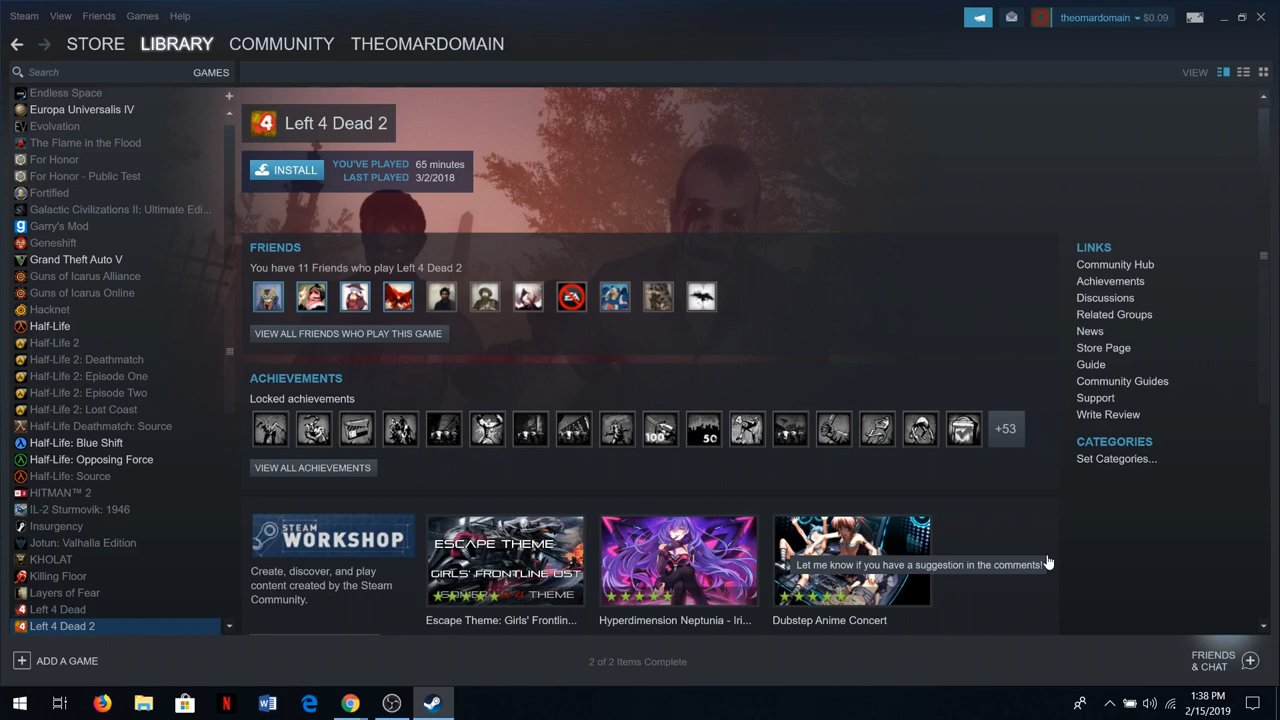 Steam View Friends Games Help
theomardomain $0.09
STORE LIBRARY COMMUNITY THEOMARDOMAIN
Search GAMES
VIEW
Endless Space
Europa Universalis IV
Evolvation
The Flame in the Flood
For Honor
For Honor - Public Test
Fortified
Galactic Civilizations II: Ultimate Edi...
Garry's Mod
Geneshift
Grand Theft Auto V
Guns of Icarus Alliance
Guns of Icarus Online
Hacknet
Half-Life
Half-Life 2
Half-Life 2: Deathmatch
Half-Life 2: Episode One
Half-Life 2: Episode Two
Half-Life 2: Lost Coast
Half-Life Deathmatch: Source
Half-Life: Blue Shift
Half-Life: Opposing Force
Half-Life: Source
HITMAN™ 2
IL-2 Sturmovik: 1946
Insurgency
Jotun: Valhalla Edition
KHOLAT
Killing Floor
Layers of Fear
Left 4 Dead
Left 4 Dead 2
4 Left 4 Dead 2
INSTALL
YOU'VE PLAYED 65 minutes
LAST PLAYED 3/2/2018
FRIENDS
You have 11 Friends who play Left 4 Dead 2
EA
VIEW ALL FRIENDS WHO PLAY THIS GAME
ACHIEVEMENTS
Locked achievements
100
50
+53
VIEW ALL ACHIEVEMENTS
STEAM
WORKSHOP
Create, discover, and play
content created by the Steam
Community.
ESCAPE THEME
GIRLS' FRONTLINE OST
THEME
Escape Theme: Girls' Frontlin...
Hyperdimension Neptunia - Iri...
Let me know if you have a suggestion in the comments!
Dubstep Anime Concert
LINKS
Community Hub
Achievements
Discussions
Related Groups
News
Store Page
Guide
Community Guides
Support
Write Review
CATEGORIES
Set Categories...
ADD A GAME
2 of 2 Items Complete
FRIENDS
& CHAT
1:38 PM
2/15/2019